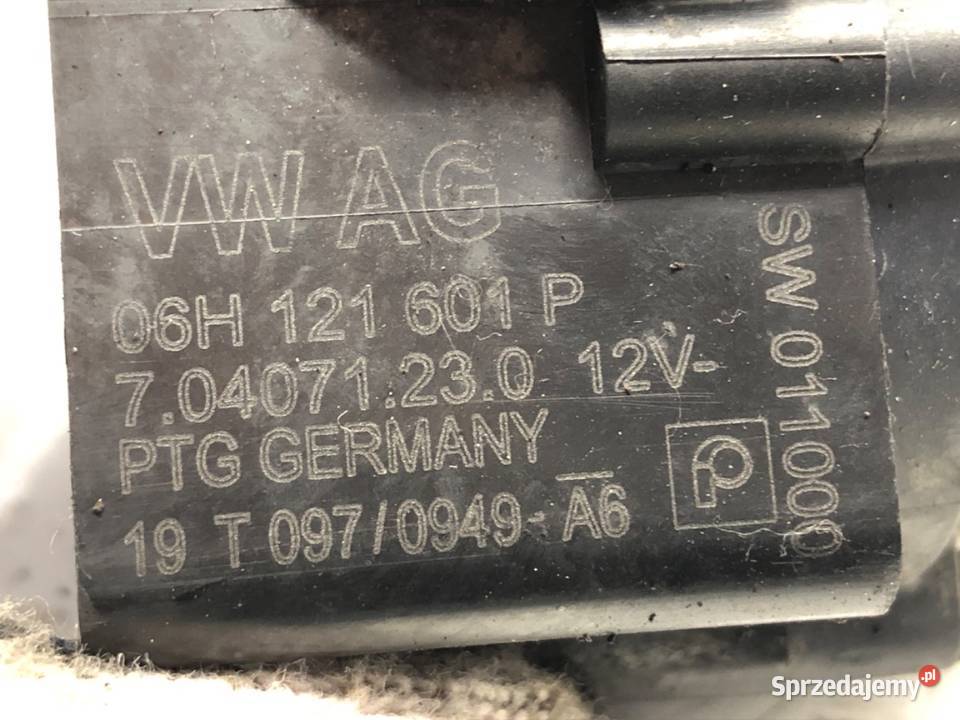 VW AG
06H 121 601 P
7.04071.23.0 12V-
PTG GERMANY
19 T 097/0949 A6
SW 011000
Sprzedajemy.pl